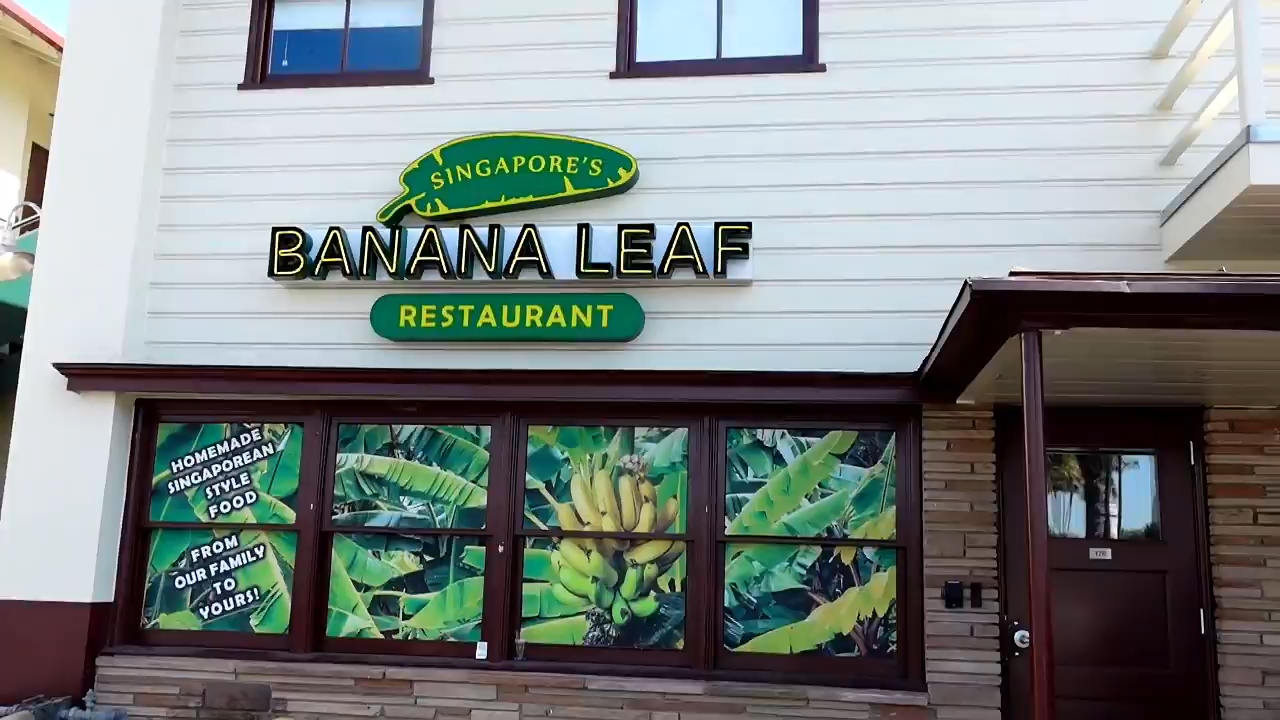 SINGAPORE'S
BANANA LEAF
RESTAURANT
HOMEMADE
SINGAPOREAN
STYLE
FOOD
FROM
OUR FAMILY
TO
YOURS!